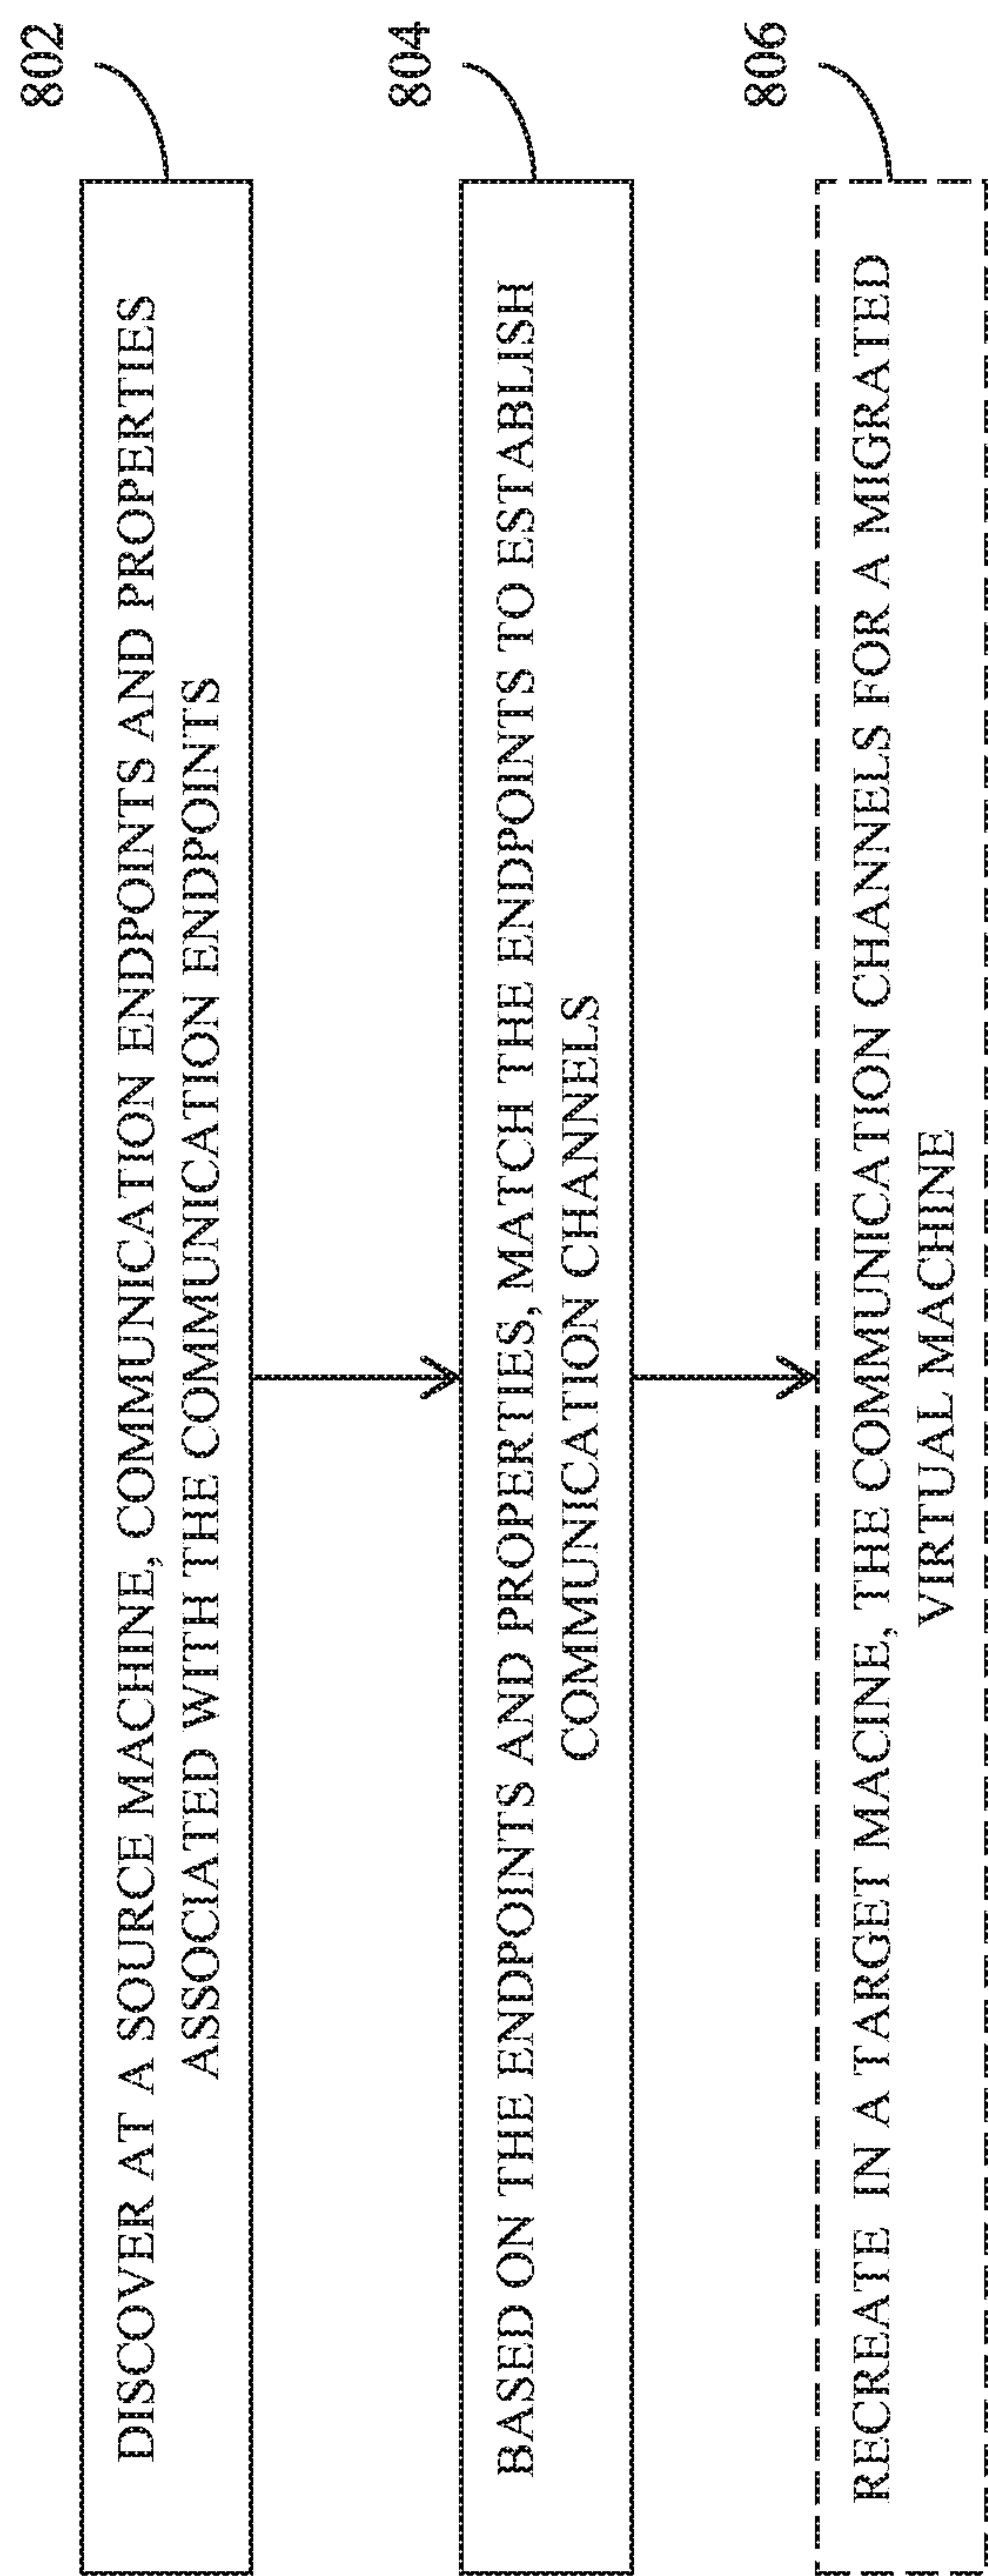 802
DISCOVER AT A SOURCE MACHINE, COMMUNICATION ENDPOINTS AND PROPERTIES
ASSOCIATED WITH THE COMMUNICATION ENDPOINTS
804
BASED ON THE ENDPOINTS AND PROPERTIES, MATCH THE ENDPOINTS TO ESTABLISH
COMMUNICATION CHANNELS
806
RECREATE IN A TARGET MACINE, THE COMMUNICATION CHANNELS FOR A MIGRATED
VIRTUAL MACHINE